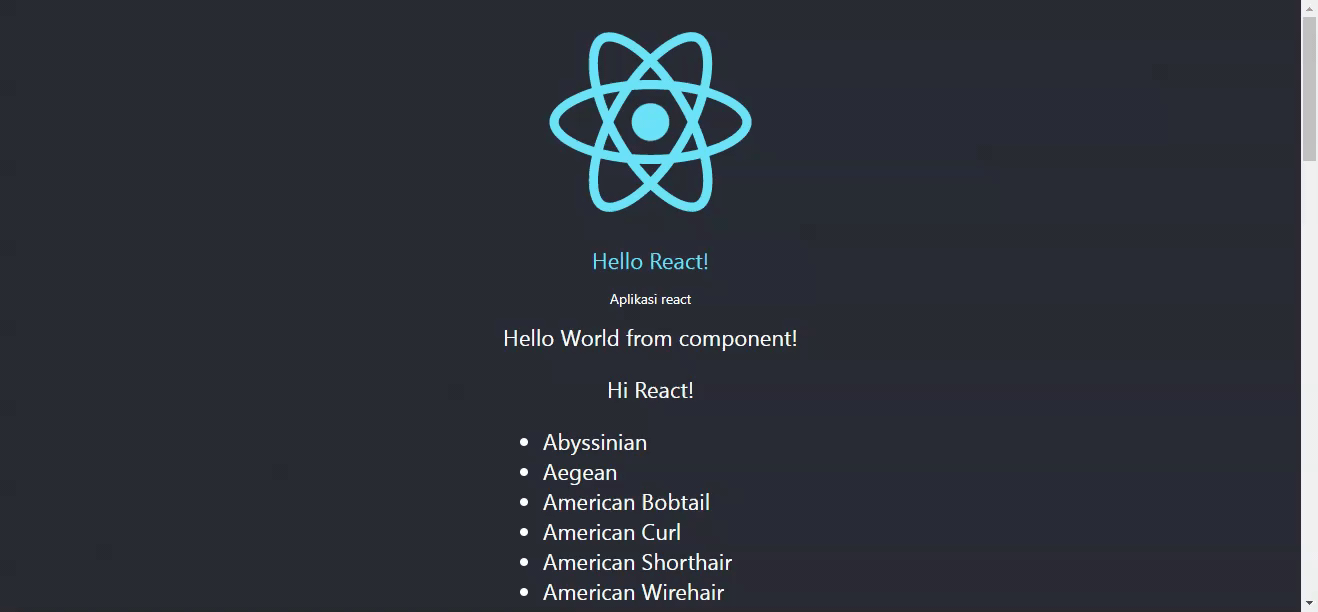 Hello React!
Aplikasi react
Hello World from component!
Hi React!
Abyssinian
Aegean
American Bobtail
American Curl
American Shorthair
American Wirehair